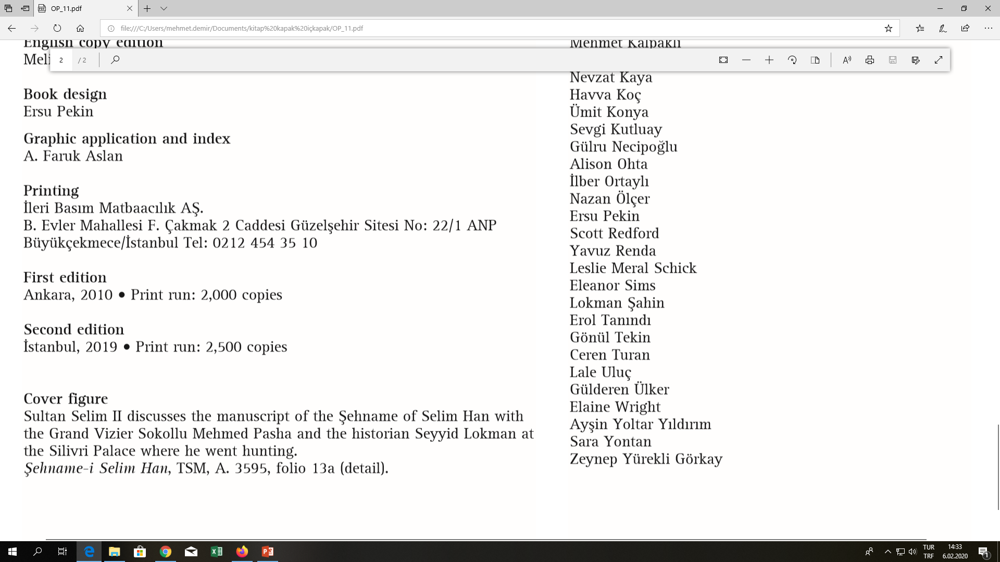 OP_11.pdf
file:///C:/Users/mehmet.demir/Documents/kitap%20kapak%20içkapak/OP_11.pdf
2 / 2
English copy edition
Meli
Book design
Ersu Pekin
Graphic application and index
A. Faruk Aslan
Printing
İleri Basım Matbaacılık AŞ.
B. Evler Mahallesi F. Çakmak 2 Caddesi Güzelşehir Sitesi No: 22/1 ANP
Büyükçekmece/İstanbul Tel: 0212 454 35 10
First edition
Ankara, 2010 • Print run: 2,000 copies
Second edition
İstanbul, 2019 • Print run: 2,500 copies
Cover figure
Sultan Selim II discusses the manuscript of the Şehname of Selim Han with
the Grand Vizier Sokollu Mehmed Pasha and the historian Seyyid Lokman at
the Silivri Palace where he went hunting.
Şehname-i Selim Han, TSM, A. 3595, folio 13a (detail).
Mehmet Kalpaklı
Nevzat Kaya
Havva Koç
Ümit Konya
Sevgi Kutluay
Gülru Necipoğlu
Alison Ohta
İlber Ortaylı
Nazan Ölçer
Ersu Pekin
Scott Redford
Yavuz Renda
Leslie Meral Schick
Eleanor Sims
Lokman Şahin
Erol Tanındı
Gönül Tekin
Ceren Turan
Lale Uluç
Gülderen Ülker
Elaine Wright
Ayşin Yoltar Yıldırım
Sara Yontan
Zeynep Yürekli Görkay
TUR
TRF
14:33
6.02.2020
1